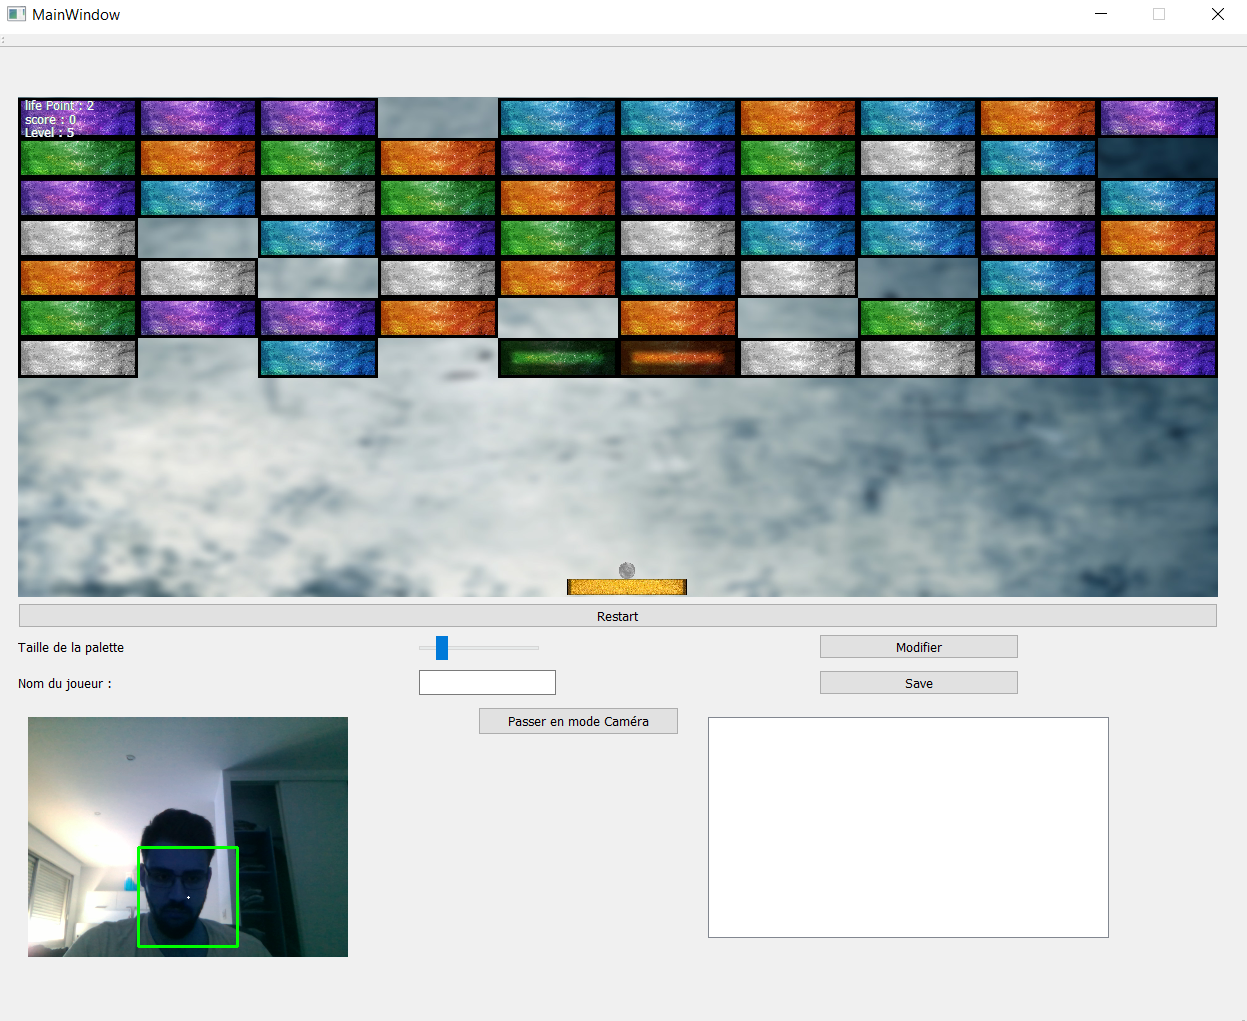 MainWindow
life Point : 2
score : 0
Level : 5
Restart
Taille de la palette
Modifier
Nom du joueur :
Save
Passer en mode Caméra